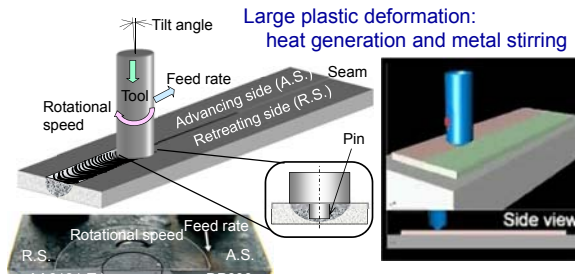 Large plastic deformation:
heat generation and metal stirring
Tilt angle
Tool
Feed rate
Rotational
speed
Seam
Advancing side (A.S.)
Retreating side (R.S.)
Pin
Feed rate
Rotational speed
R.S.
A.S.
Side view